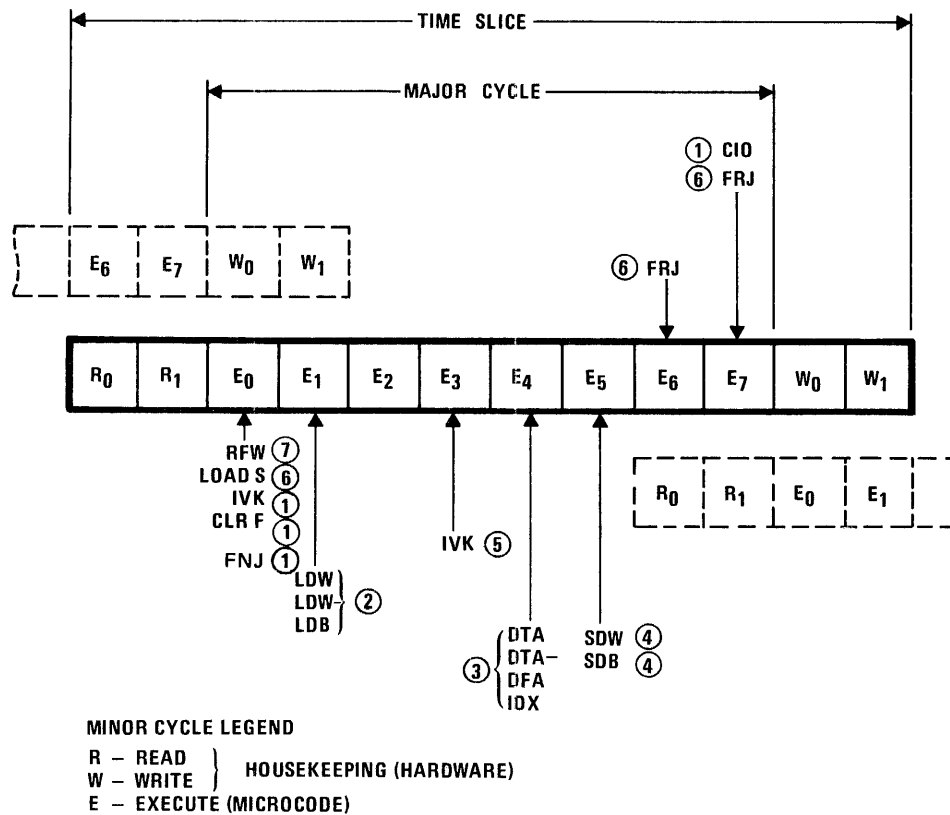 TIME SLICE
MAJOR CYCLE
① CIO
⑥ FRJ
⑥ FRJ
E6 E7 W0 W1
R0 R1 E0 E1 E2 E3 E4 E5 E6 E7 W0 W1
R0 R1 E0 E1
RFW ⑦
LOAD S ⑥
IVK ①
CLR F ①
FNJ ①
LDW
LDW- ②
LDB
IVK ⑤
DTA
③ DTA–
DFA
IOX
SDW ④
SDB ④
MINOR CYCLE LEGEND
R – READ
W – WRITE
HOUSEKEEPING (HARDWARE)
E – EXECUTE (MICROCODE)